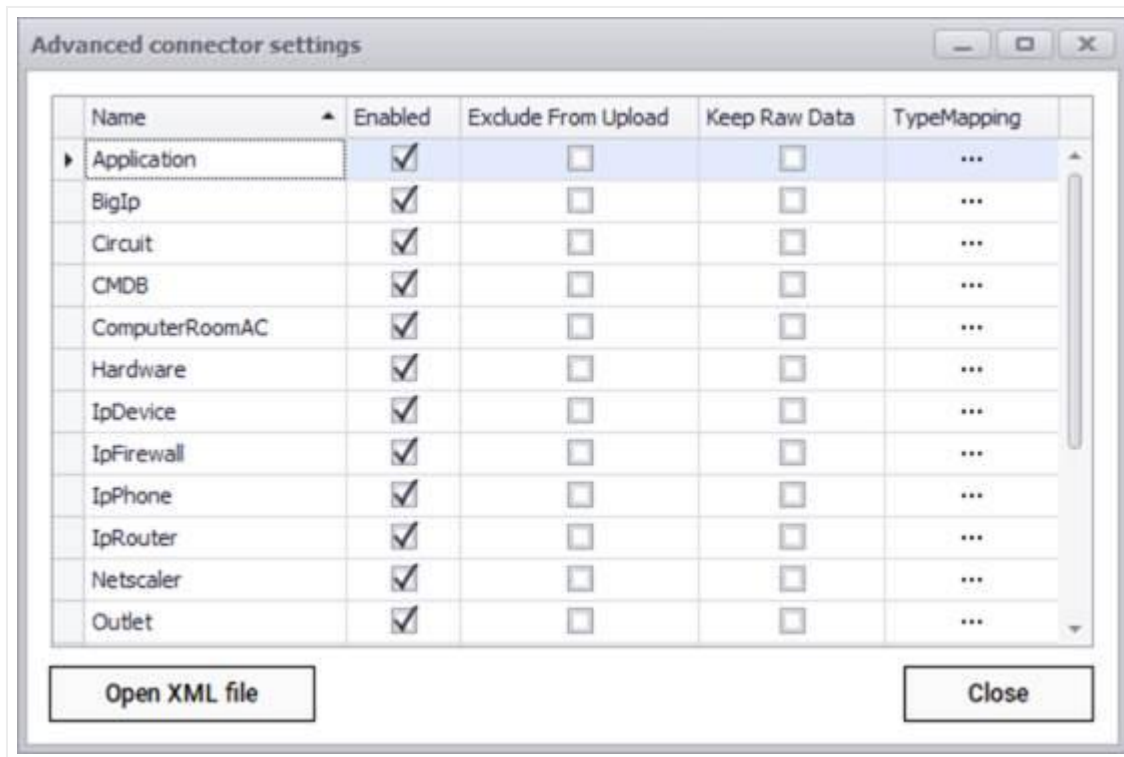 Advanced connector settings
Name Enabled Exclude From Upload Keep Raw Data TypeMapping
Application ...
BigIp ...
Circuit ...
CMDB ...
ComputerRoomAC ...
Hardware ...
IpDevice ...
IpFirewall ...
IpPhone ...
IpRouter ...
Netscaler ...
Outlet ...
Open XML file Close